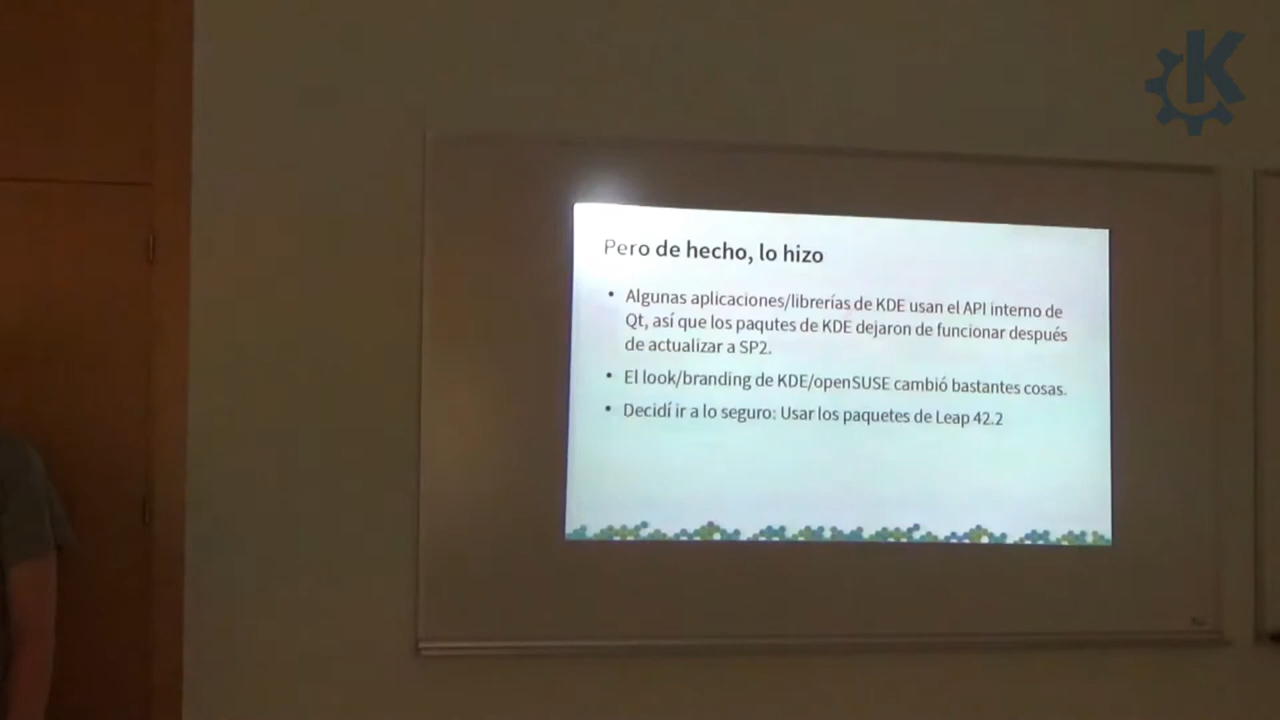 Pero de hecho, lo hizo
• Algunas aplicaciones/librerías de KDE usan el API interno de
Qt, así que los paqutes de KDE dejaron de funcionar después
de actualizar a SP2.
• El look/branding de KDE/openSUSE cambió bastantes cosas.
• Decidí ir a lo seguro: Usar los paquetes de Leap 42.2
K